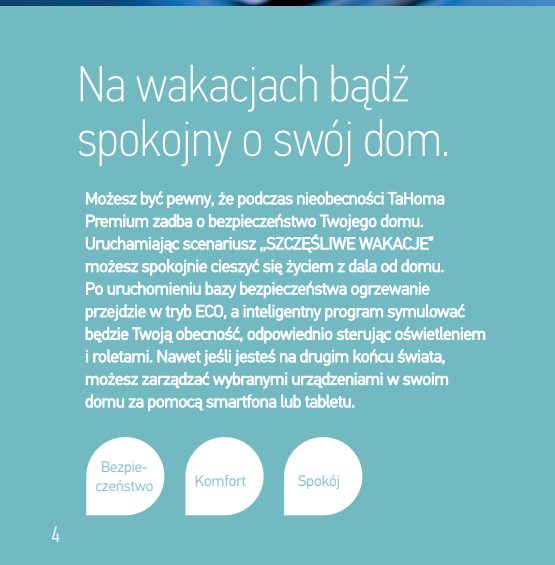 Na wakacjach bądź
spokojny o swój dom.
Możesz być pewny, że podczas nieobecności TaHoma
Premium zadba o bezpieczeństwo Twojego domu.
Uruchamiając scenariusz „SZCZĘŚLIWE WAKACJE”
możesz spokojnie cieszyć się życiem z dala od domu.
Po uruchomieniu bazy bezpieczeństwa ogrzewanie
przejdzie w tryb ECO, a inteligentny program symulować
będzie Twoją obecność, odpowiednio sterując oświetleniem
i roletami. Nawet jeśli jesteś na drugim końcu świata,
możesz zarządzać wybranymi urządzeniami w swoim
domu za pomocą smartfona lub tabletu.
Bezpie-
czeństwo
Komfort
Spokój
4